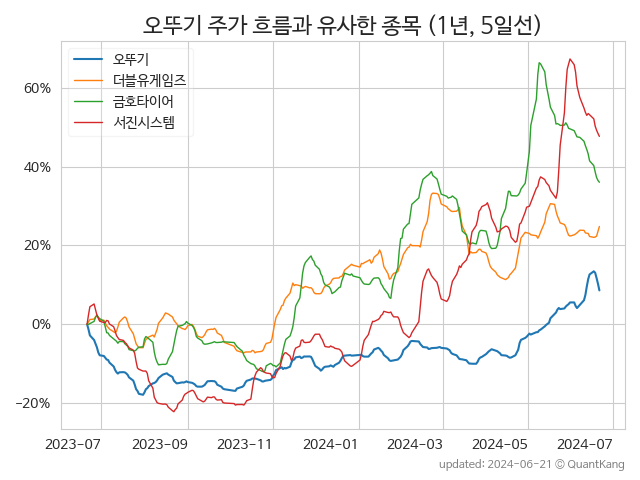 오뚜기 주가 흐름과 유사한 종목 (1년, 5일선)
오뚜기
더블유게임즈
금호타이어
서진시스템
60%
40%
20%
0%
−20%
2023-07 2023-09 2023-11 2024-01 2024-03 2024-05 2024-07
updated: 2024-06-21 © QuantKang